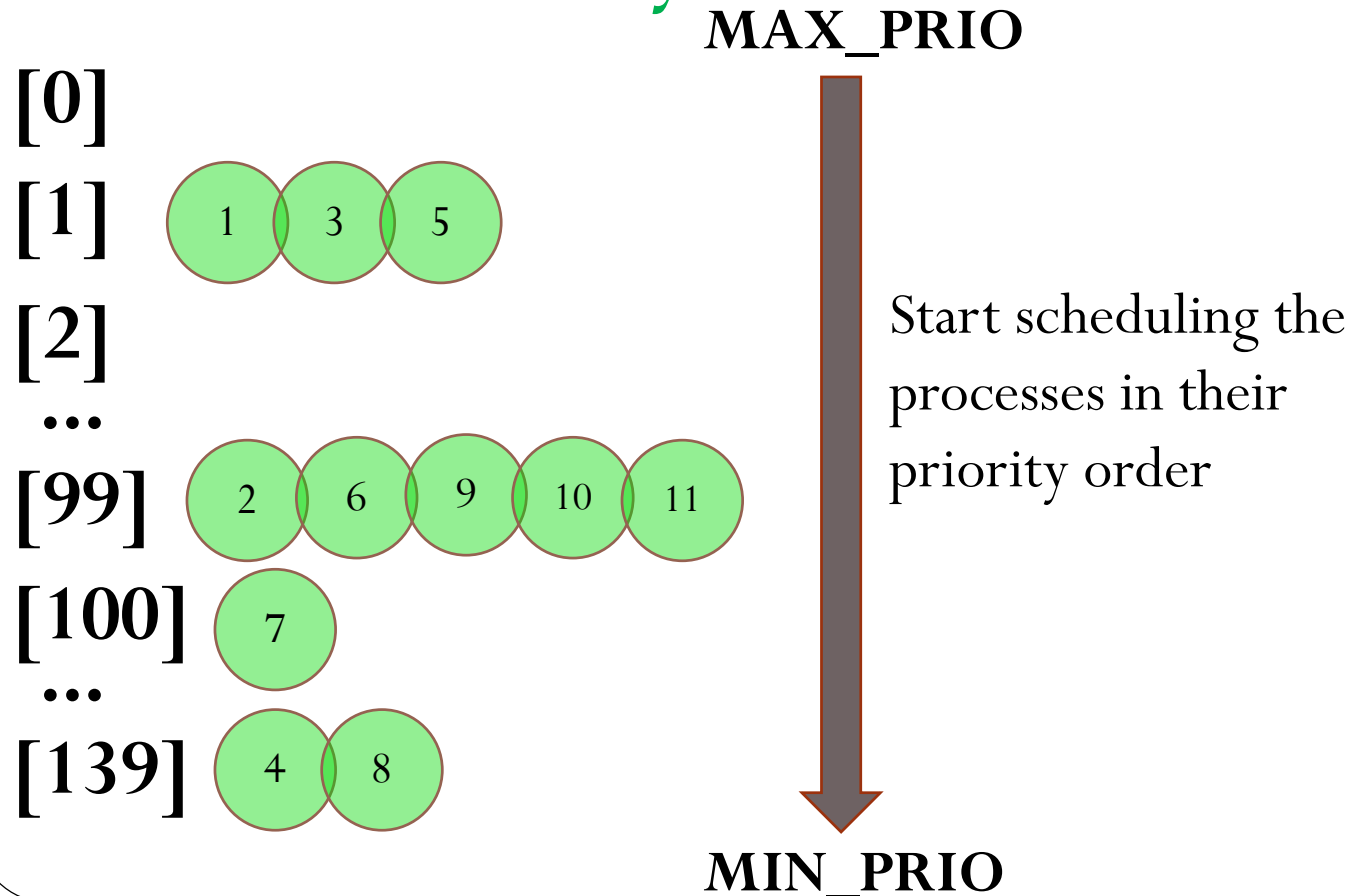 MAX_PRIO
[0]
[1] 1 3 5
[2]
...
[99] 2 6 9 10 11
[100] 7
...
[139] 4 8
Start scheduling the
processes in their
priority order
MIN_PRIO